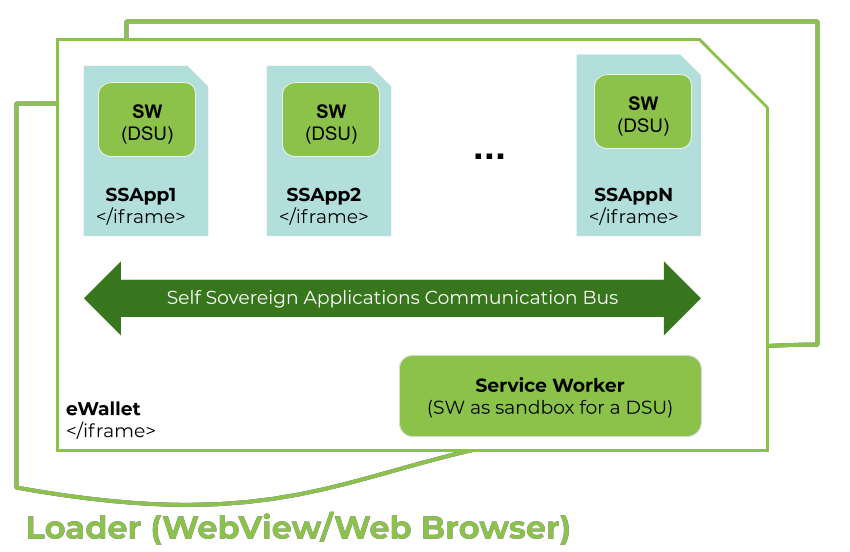 SW
(DSU)
SSApp1
</iframe>
SW
(DSU)
SSApp2
</iframe>
...
SW
(DSU)
SSAppN
</iframe>
Self Sovereign Applications Communication Bus
Service Worker
(SW as sandbox for a DSU)
eWallet
</iframe>
Loader (WebView/Web Browser)